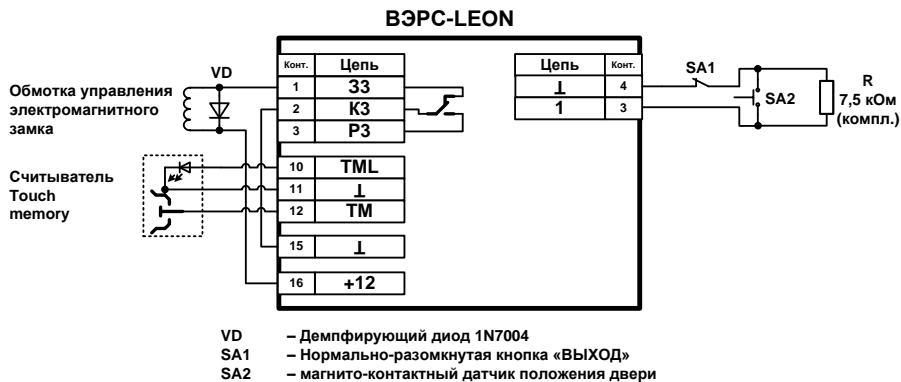 ВЭРС-LEON
Конт. Цепь
1 ЗЗ
2 КЗ
3 РЗ
10 TML
11 ⊥
12 TM
15 ⊥
16 +12
Цепь Конт.
⊥ 4
1 3
VD
Обмотка управления
электромагнитного
замка
Считыватель
Touch
memory
SA1
SA2
R
7,5 кОм
(компл.)
VD – Демпфирующий диод 1N7004
SA1 – Нормально-разомкнутая кнопка «ВЫХОД»
SA2 – магнито-контактный датчик положения двери